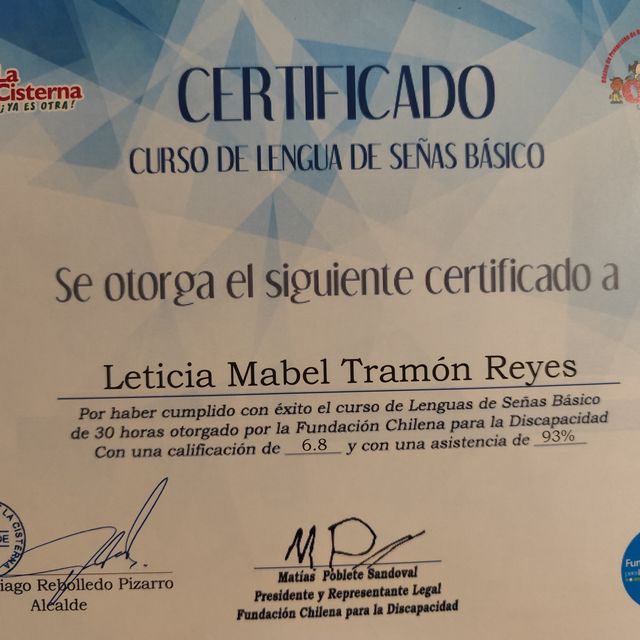 La
Cisterna
¡YA ES OTRA!
CERTIFICADO
CURSO DE LENGUA DE SEÑAS BÁSICO
Se otorga el siguiente certificado a
Leticia Mabel Tramón Reyes
Por haber cumplido con éxito el curso de Lenguas de Señas Básico
de 30 horas otorgado por la Fundación Chilena para la Discapacidad
Con una calificación de 6.8 y con una asistencia de 93%
LA CISTERNA
iago Rebolledo Pizarro
Alcalde
Matías Poblete Sandoval
Presidente y Representante Legal
Fundación Chilena para la Discapacidad